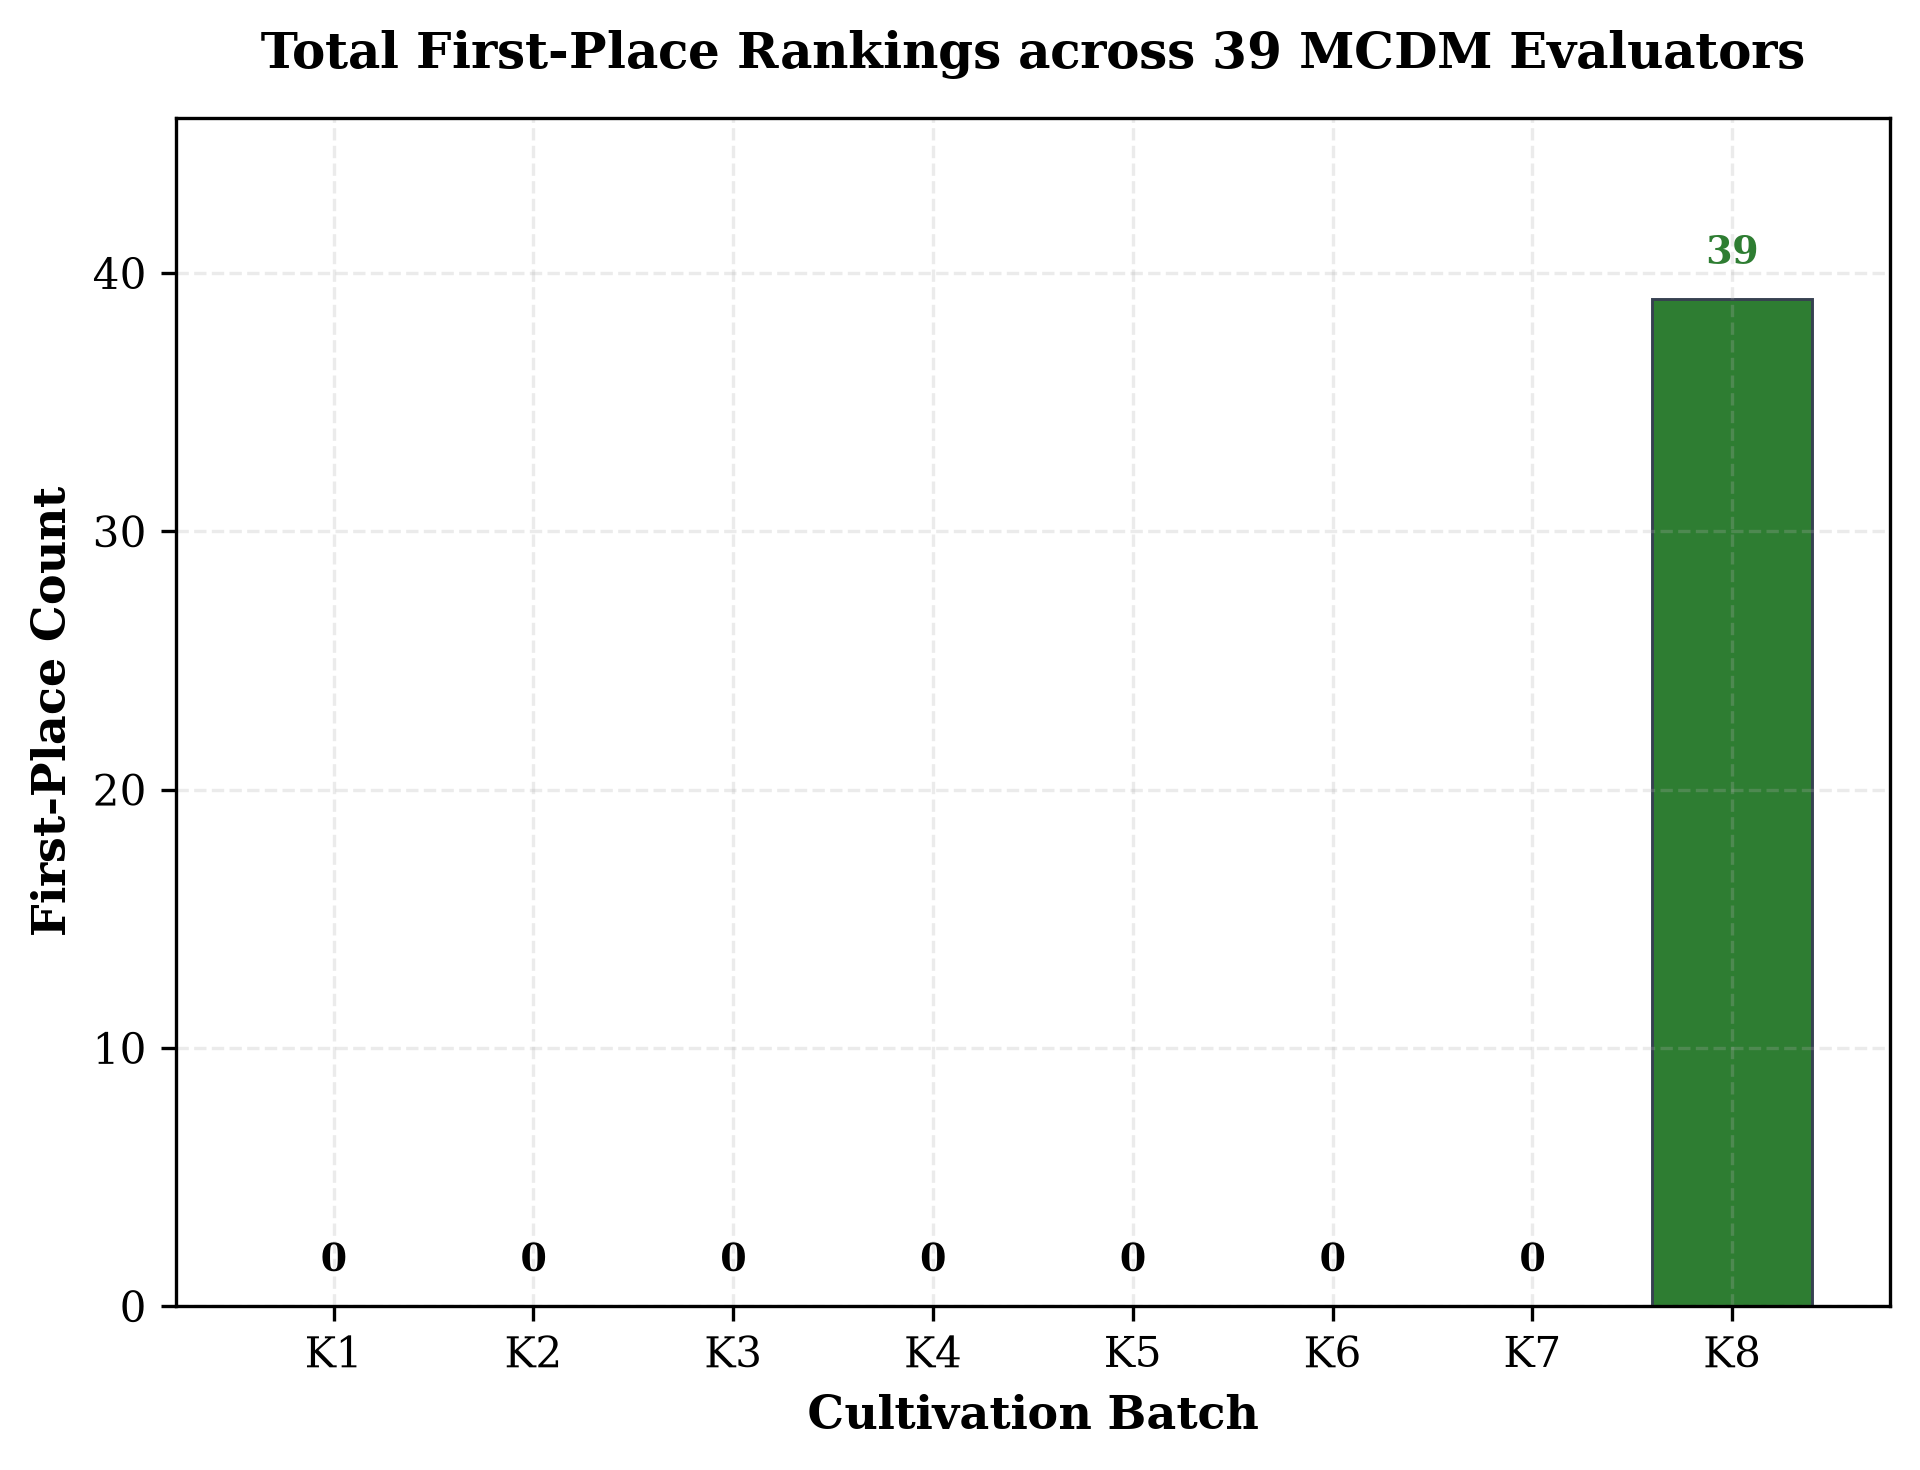 Total First-Place Rankings across 39 MCDM Evaluators
First-Place Count
40
30
20
10
0
39
0 0 0 0 0 0 0
K1 K2 K3 K4 K5 K6 K7 K8
Cultivation Batch